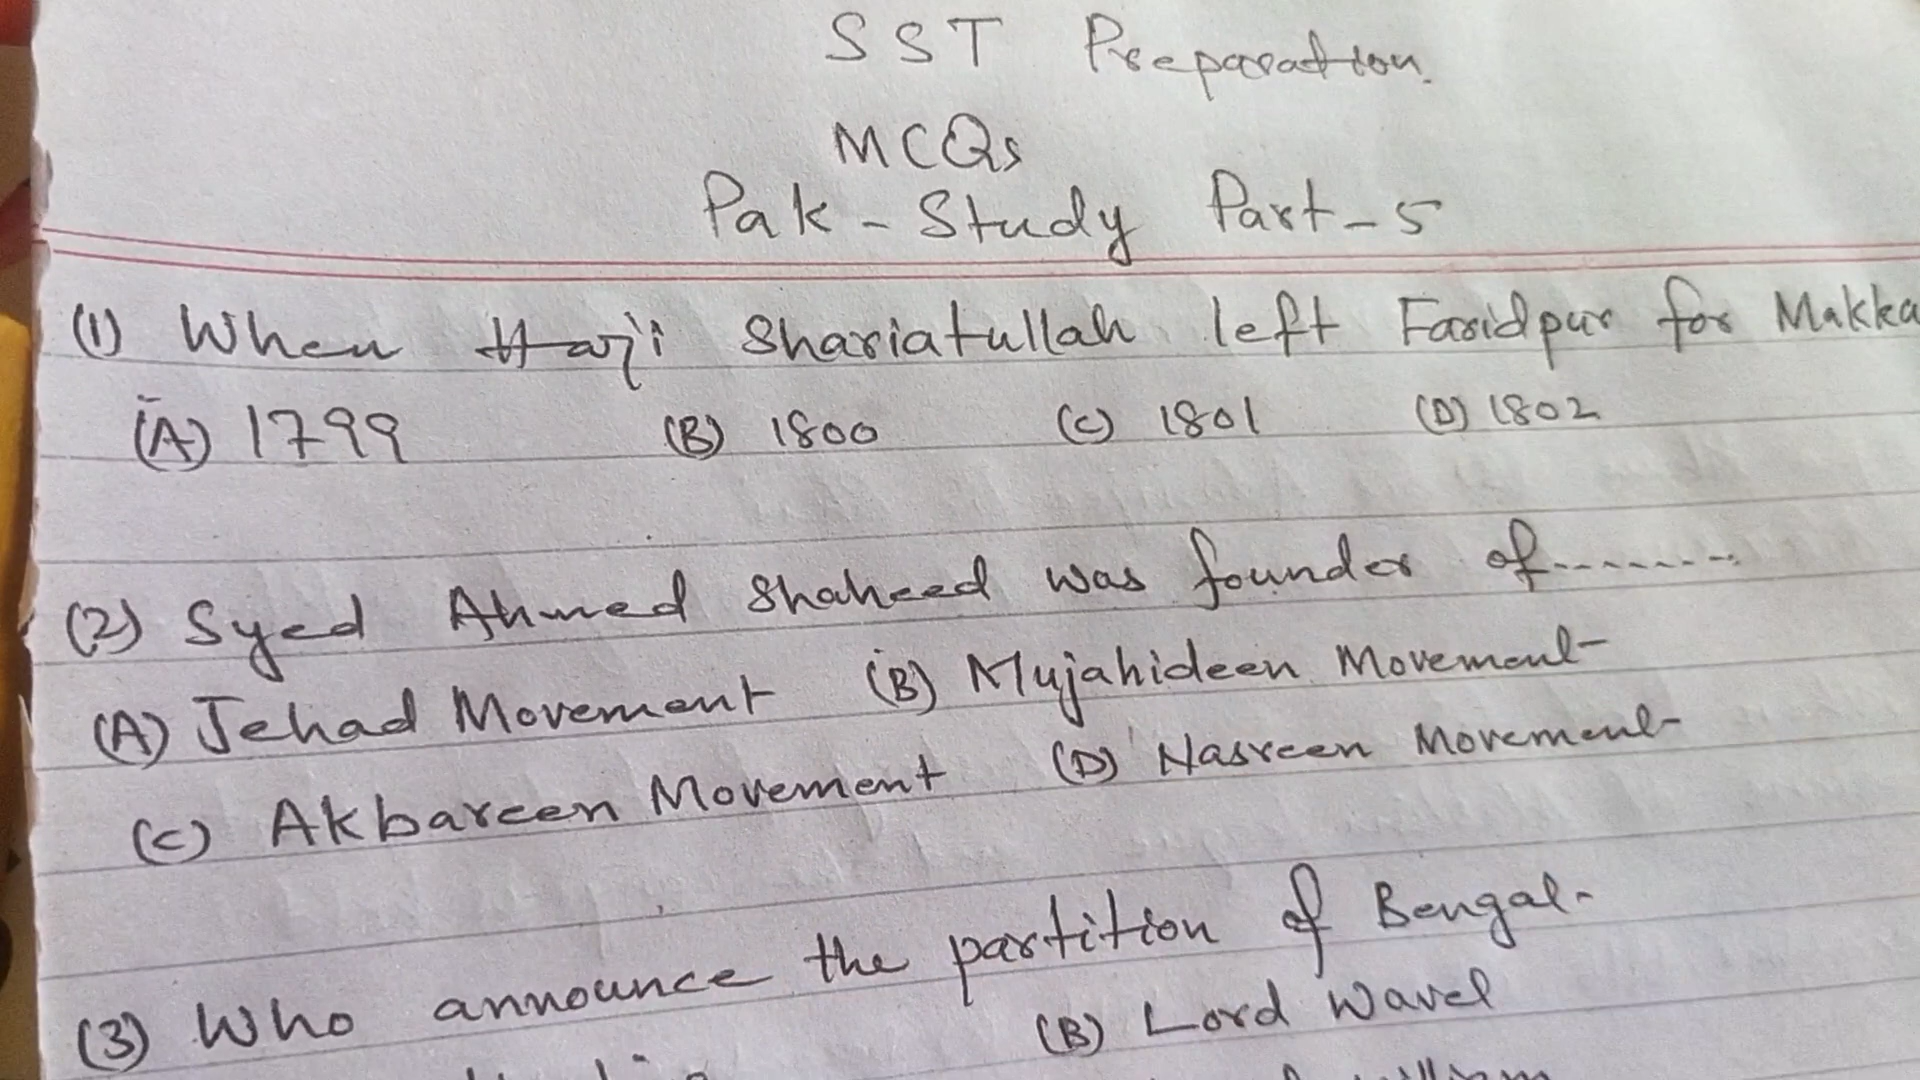 SST Preparation.
MCQs
Pak - Study Part - 5
(1) When Haji Shariatullah left Faridpur for Makka
(A) 1799 (B) 1800 (C) 1801 (D) 1802
(2) Syed Ahmed Shaheed was founder of........
(A) Jehad Movement (B) Mujahideen Movement
(C) Akbareen Movement (D) Nasreen Movement
(3) Who announce the partition of Bengal-
(B) Lord Wavel